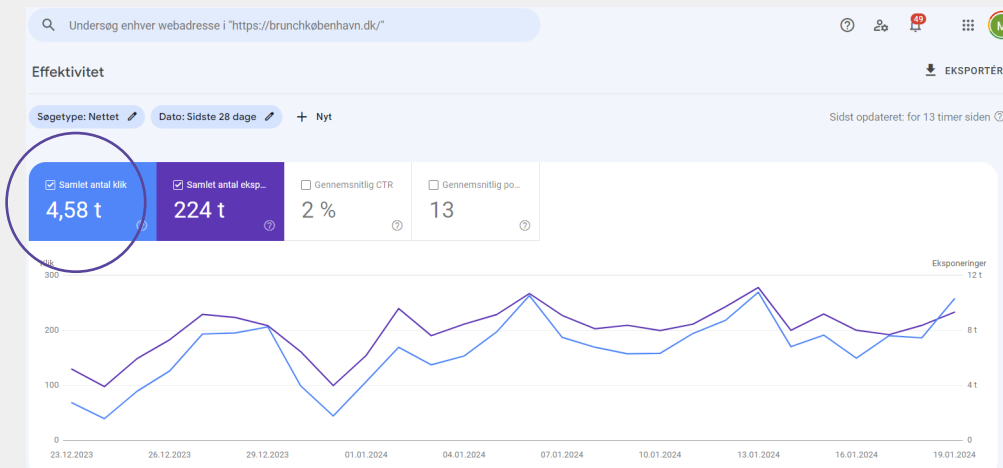 Undersøg enhver webadresse i "https://brunchkøbenhavn.dk/"
49
M
Effektivitet
EKSPORTÉR
Søgetype: Nettet
Dato: Sidste 28 dage
+ Nyt
Sidst opdateret: for 13 timer siden
Samlet antal klik
4,58 t
Samlet antal eksp...
224 t
Gennemsnitlig CTR
2 %
Gennemsnitlig po...
13
Klik
Eksponeringer
300
12 t
200
8 t
100
4 t
0
0
23.12.2023
26.12.2023
29.12.2023
01.01.2024
04.01.2024
07.01.2024
10.01.2024
13.01.2024
16.01.2024
19.01.2024